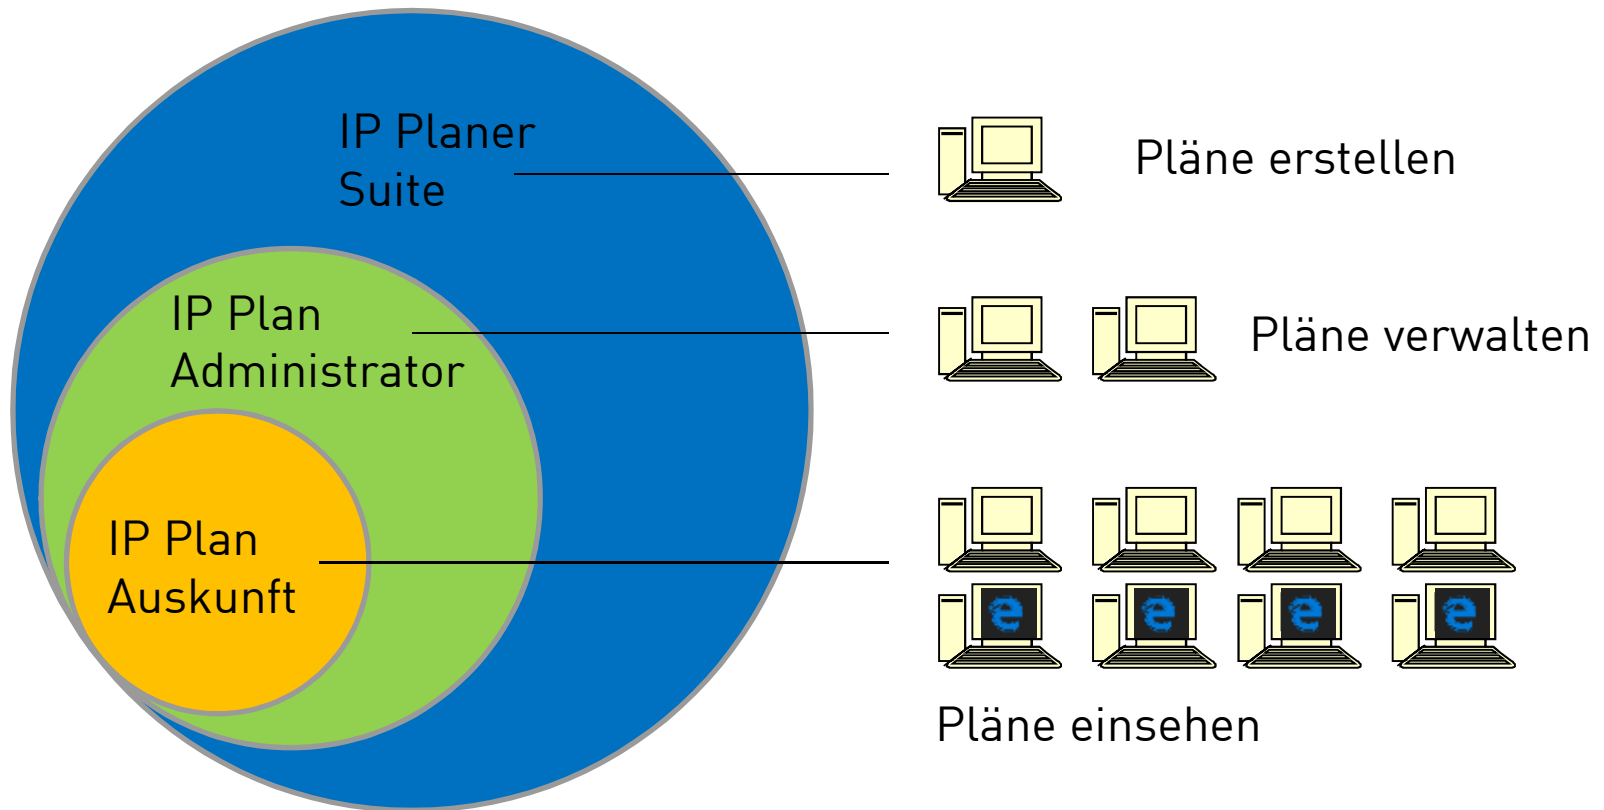 IP Planer
Suite
Pläne erstellen
IP Plan
Administrator
Pläne verwalten
IP Plan
Auskunft
e e e e
Pläne einsehen